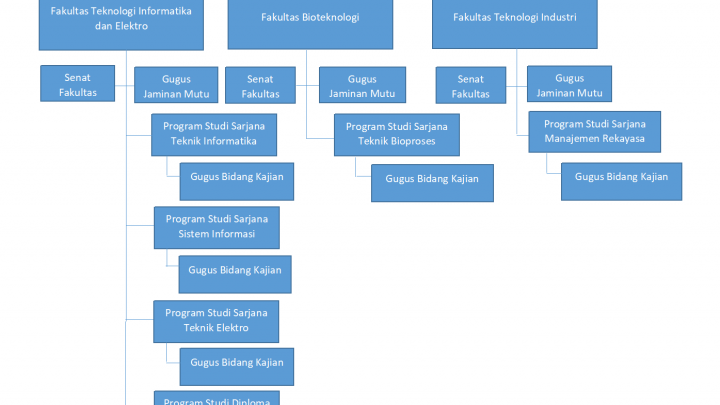 Fakultas Teknologi Informatika
dan Elektro
Senat
Fakultas
Gugus
Jaminan Mutu
Program Studi Sarjana
Teknik Informatika
Gugus Bidang Kajian
Program Studi Sarjana
Sistem Informasi
Gugus Bidang Kajian
Program Studi Sarjana
Teknik Elektro
Gugus Bidang Kajian
Program Studi Diploma
Fakultas Bioteknologi
Senat
Fakultas
Gugus
Jaminan Mutu
Program Studi Sarjana
Teknik Bioproses
Gugus Bidang Kajian
Fakultas Teknologi Industri
Senat
Fakultas
Gugus
Jaminan Mutu
Program Studi Sarjana
Manajemen Rekayasa
Gugus Bidang Kajian